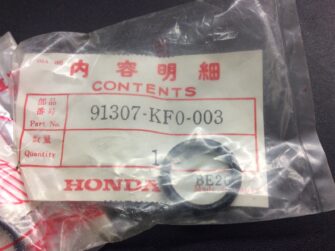 内容明細
CONTENTS
部品番号
Part No.
91307-KF0-003
数量
Quantity
1
HONDA
BE20